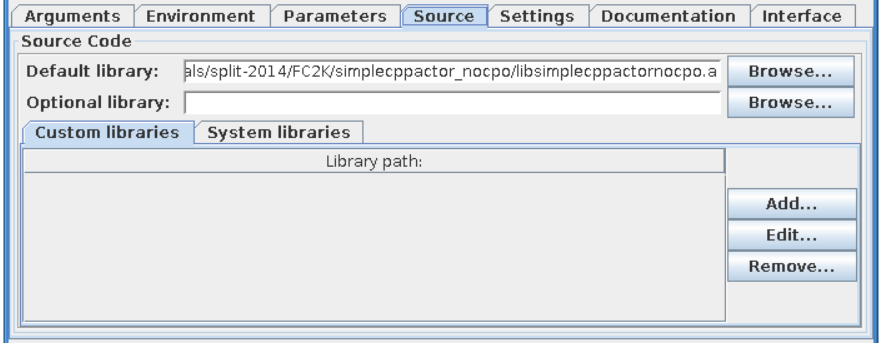 Arguments Environment Parameters Source Settings Documentation Interface
Source Code
Default library: als/split-2014/FC2K/simplecppactor_nocpo/libsimplecppactornocpo.a Browse...
Optional library: Browse...
Custom libraries System libraries
Library path:
Add...
Edit...
Remove...